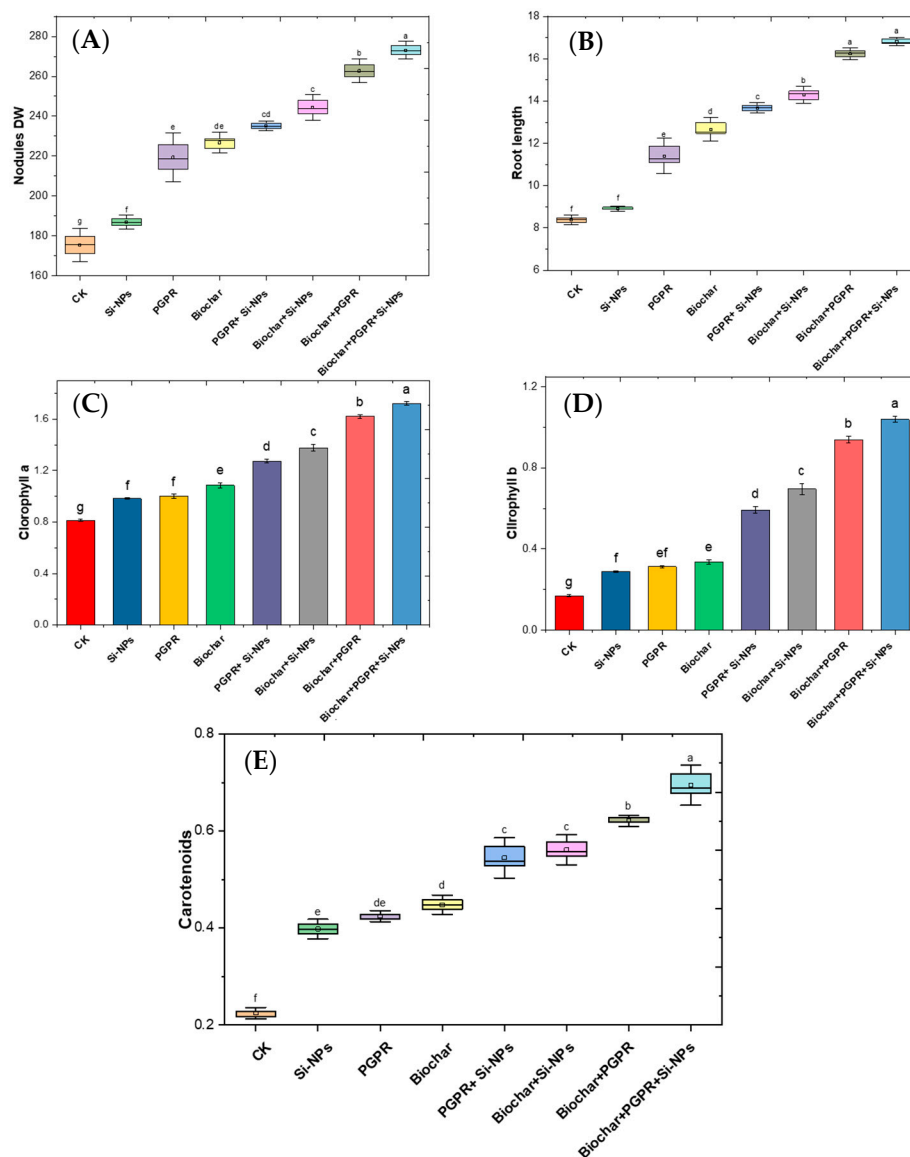 (A)
Nodules DW
280
260
240
220
200
180
160
g
f
e
de
cd
c
b
a
CK
Si-NPs
PGPR
Biochar
PGPR+ Si-NPs
Biochar+Si-NPs
Biochar+PGPR
Biochar+PGPR+Si-NPs
(B)
Root length
18
16
14
12
10
8
6
f
f
e
d
c
b
a
a
CK
Si-NPs
PGPR
Biochar
PGPR+ Si-NPs
Biochar+Si-NPs
Biochar+PGPR
Biochar+PGPR+Si-NPs
(C)
Clorophyll a
1.6
1.2
0.8
0.4
0.0
g
f
f
e
d
c
b
a
CK
Si-NPs
PGPR
Biochar
PGPR+ Si-NPs
Biochar+Si-NPs
Biochar+PGPR
Biochar+PGPR+Si-NPs
(D)
1.2
0.8
0.4
0.0
g
f
ef
e
d
c
b
a
CK
Si-NPs
PGPR
Biochar
PGPR+ Si-NPs
Biochar+Si-NPs
Biochar+PGPR
Biochar+PGPR+Si-NPs
(E)
Carotenoids
0.8
0.6
0.4
0.2
f
e
de
d
c
c
b
a
CK
Si-NPs
PGPR
Biochar
PGPR+ Si-NPs
Biochar+Si-NPs
Biochar+PGPR
Biochar+PGPR+Si-NPs